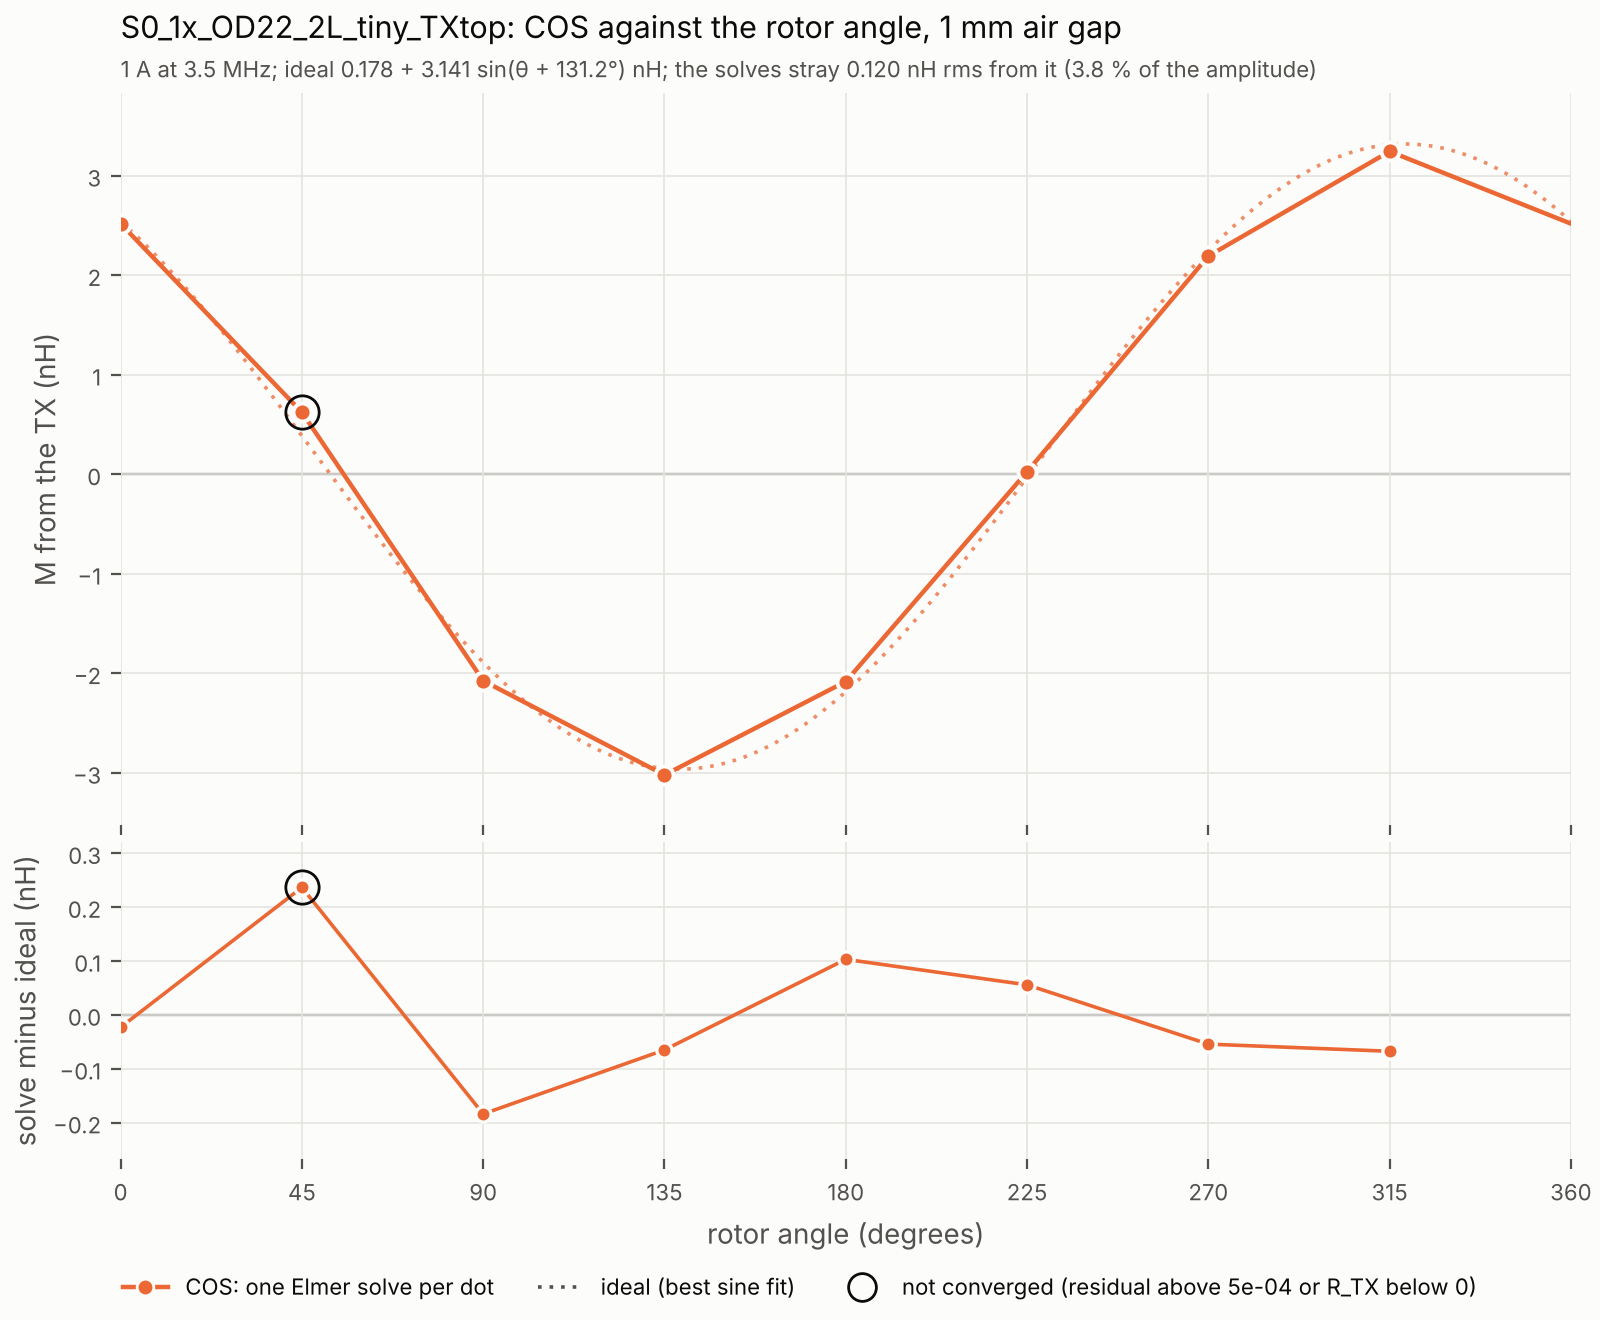 S0_1x_OD22_2L_tiny_TXtop: COS against the rotor angle, 1 mm air gap
1 A at 3.5 MHz; ideal 0.178 + 3.141 sin(θ + 131.2°) nH; the solves stray 0.120 nH rms from it (3.8 % of the amplitude)
M from the TX (nH)
3
2
1
0
−1
−2
−3
solve minus ideal (nH)
0.3
0.2
0.1
0.0
−0.1
−0.2
0 45 90 135 180 225 270 315 360
rotor angle (degrees)
COS: one Elmer solve per dot ideal (best sine fit) not converged (residual above 5e-04 or R_TX below 0)